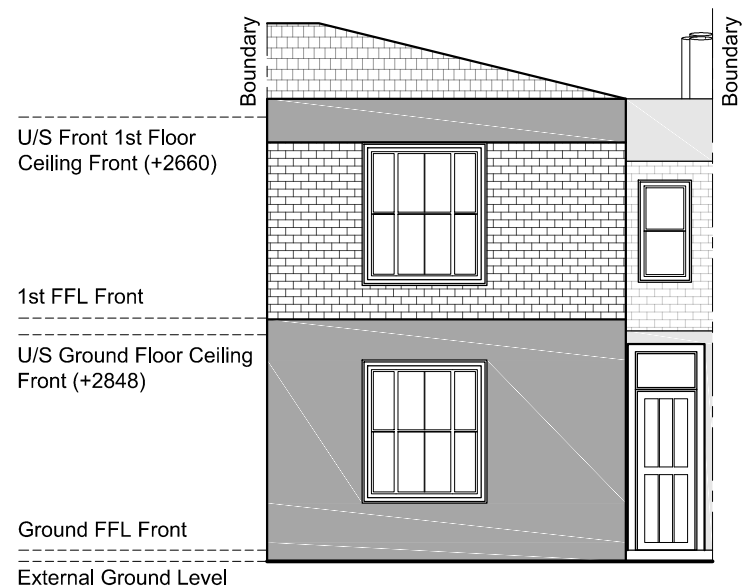 Boundary
Boundary
U/S Front 1st Floor
Ceiling Front (+2660)
1st FFL Front
U/S Ground Floor Ceiling
Front (+2848)
Ground FFL Front
External Ground Level